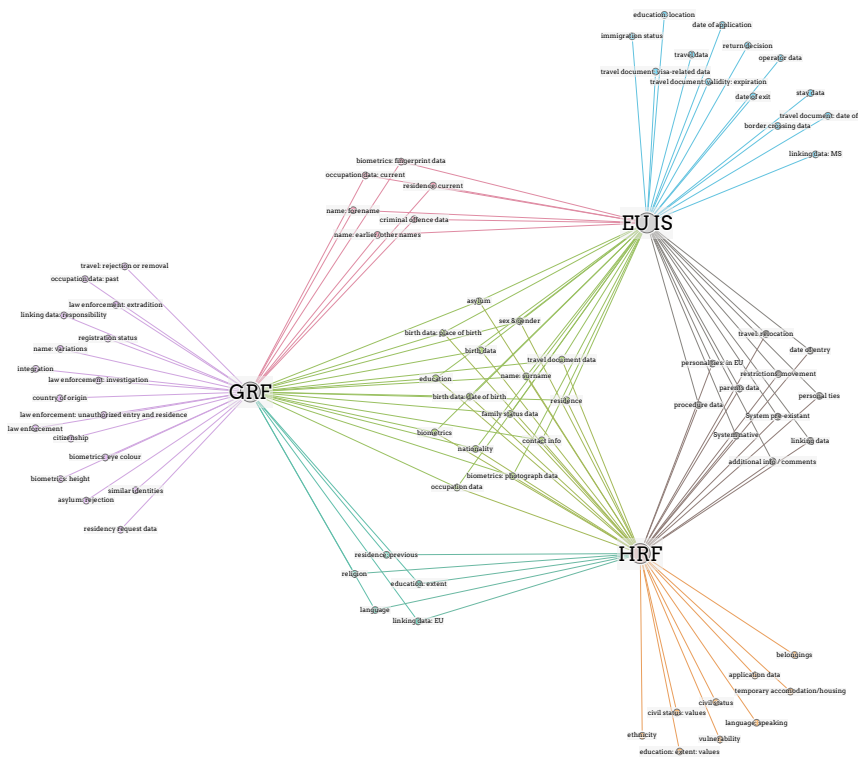 education location
date of application
immigration status
return decision
travel data
operator data
travel document: visa-related data
travel document: validity: expiration
stay data
date of exit
travel document: date of
border crossing data
linking data: MS
biometrics: fingerprint data
occupation data: current
residence: current
name: forename
criminal offence data
name: earlier/other names
EU IS
travel: rejection or removal
occupation data: past
law enforcement: extradition
linking data: responsibility
registration status
name: variations
integration
law enforcement: investigation
country of origin
law enforcement: unauthorized entry and residence
law enforcement
citizenship
biometrics: eye colour
biometrics: height
similar identities
asylum: rejection
residency request data
GRF
asylum
sex & gender
birth data: place of birth
birth data
travel document data
education
name: surname
birth data: date of birth
residence
family status data
biometrics
contact info
nationality
biometrics: photograph data
occupation data
travel: relocation
date of entry
personal ties: in EU
restrictions: movement
parents data
personal ties
procedure data
System: pre-existant
System: native
linking data
additional info / comments
HRF
residence: previous
religion
education: extent
language
linking data: EU
belongings
application data
temporary accomodation/housing
civil status
civil status: values
language: speaking
ethnicity
vulnerability
education: extent: values